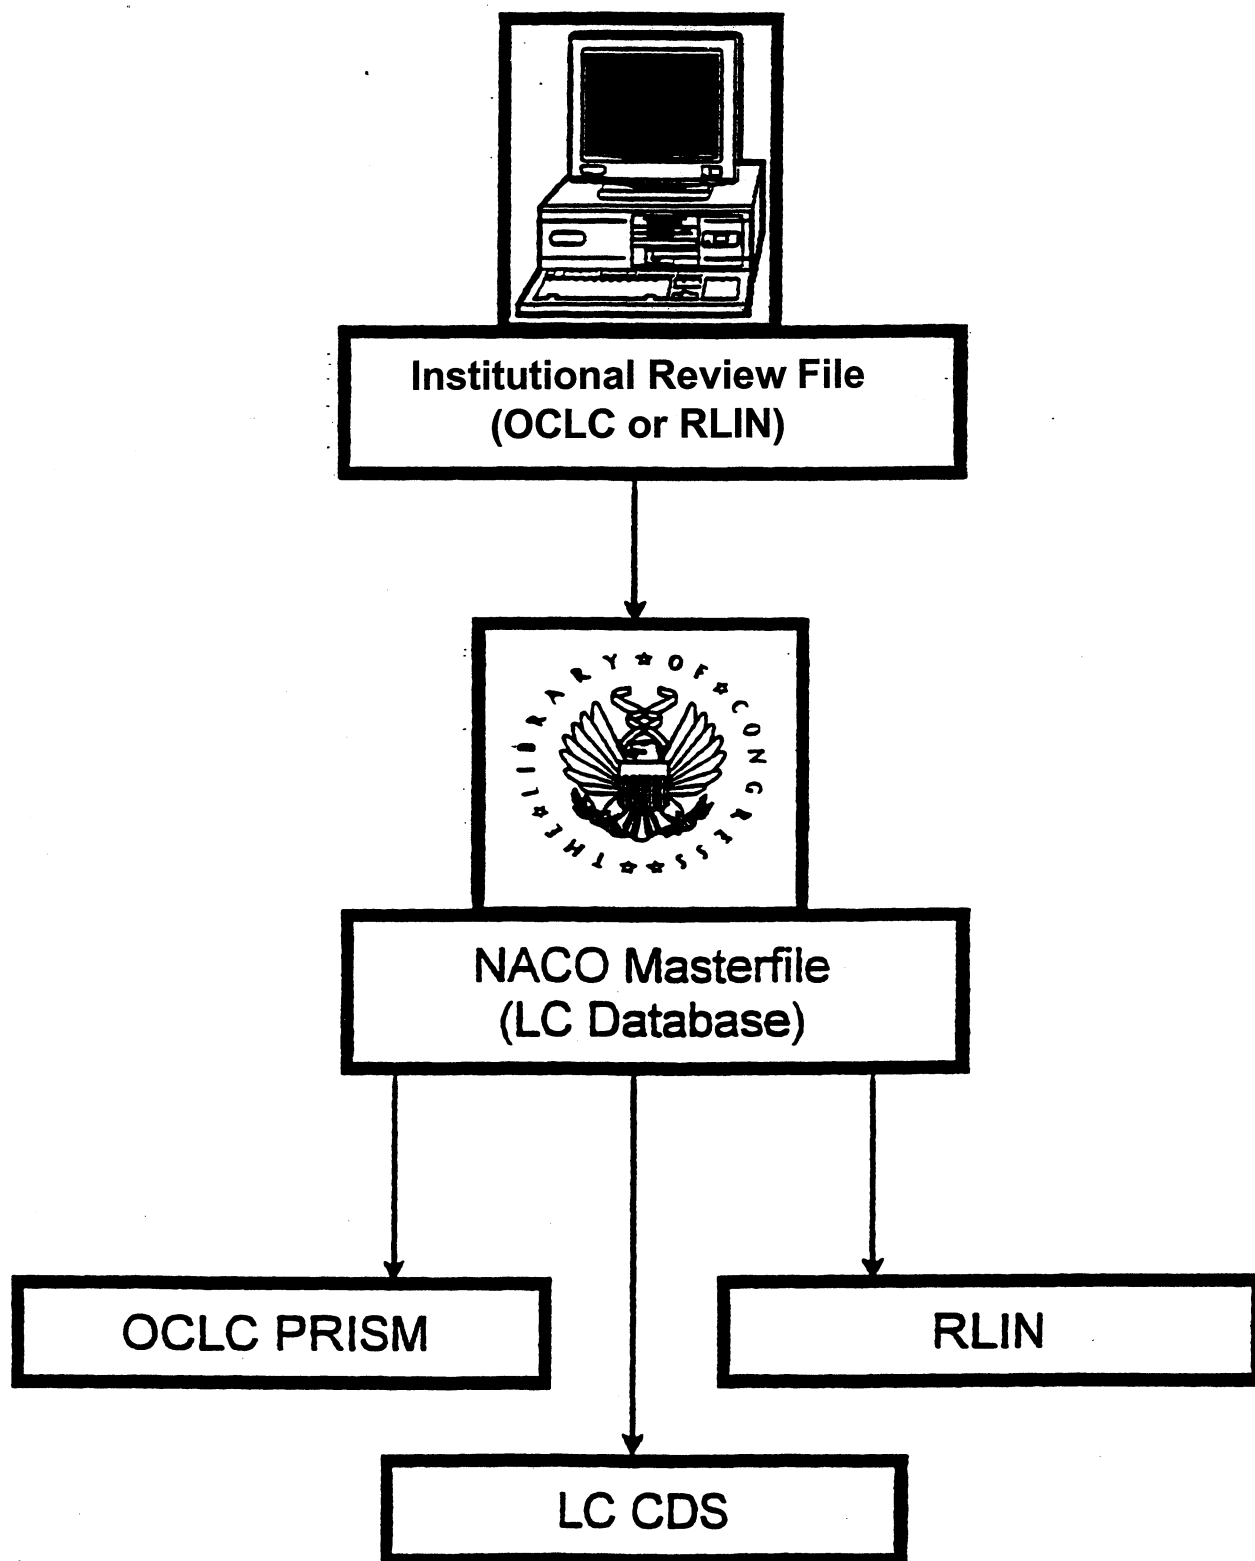 Institutional Review File
(OCLC or RLIN)
THE LIBRARY OF CONGRESS
NACO Masterfile
(LC Database)
OCLC PRISM
RLIN
LC CDS